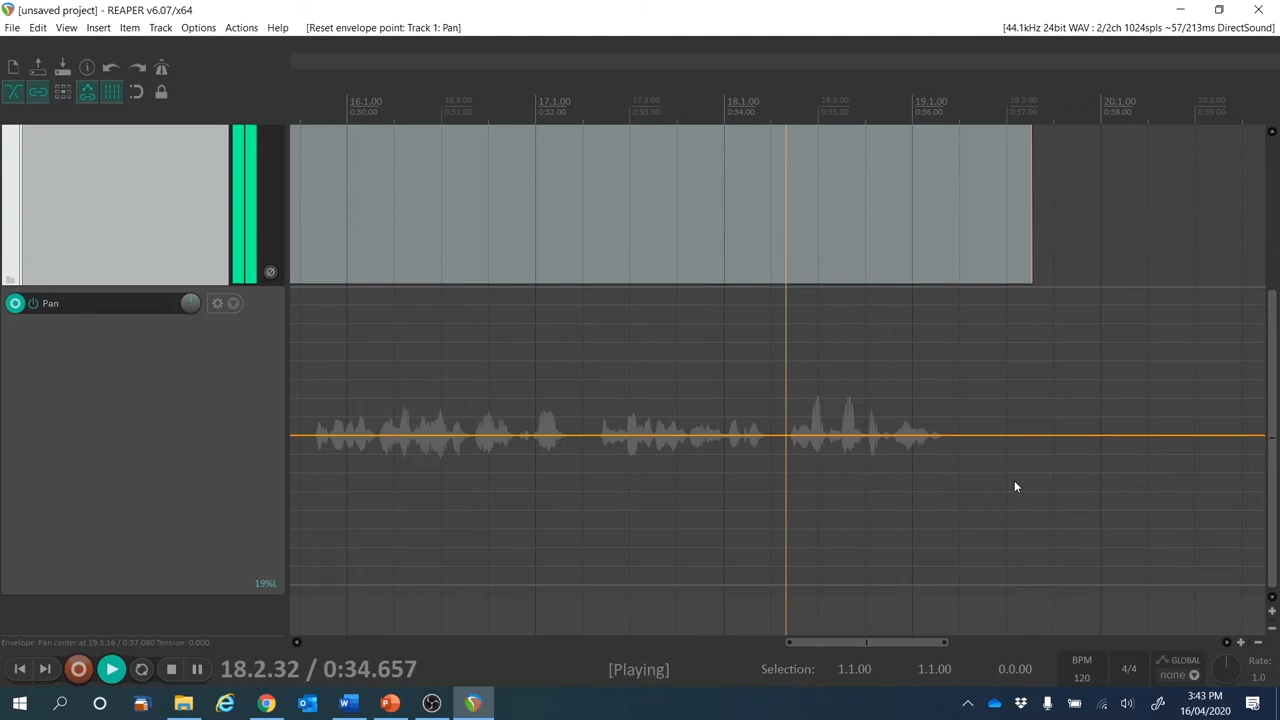 [unsaved project] - REAPER v6.07/x64
File Edit View Insert Item Track Options Actions Help [Reset envelope point: Track 1: Pan] [44.1kHz 24bit WAV : 2/2ch 1024spls ~57/213ms DirectSound]
16.1.00 16.3.00 17.1.00 17.3.00 18.1.00 18.3.00 19.1.00 19.3.00 20.1.00 20.3.00
0:30.00 0:31.00 0:32.00 0:33.00 0:34.00 0:35.00 0:36.00 0:37.00 0:38.00 0:39.00
Pan
19%L
Envelope: Pan center at 19.3.16 / 0:37.080 Tension: 0.000
18.2.32 / 0:34.657 [Playing] Selection: 1.1.00 1.1.00 0.0.00 BPM 120 4/4 GLOBAL none Rate: 1.0
3:43 PM
16/04/2020